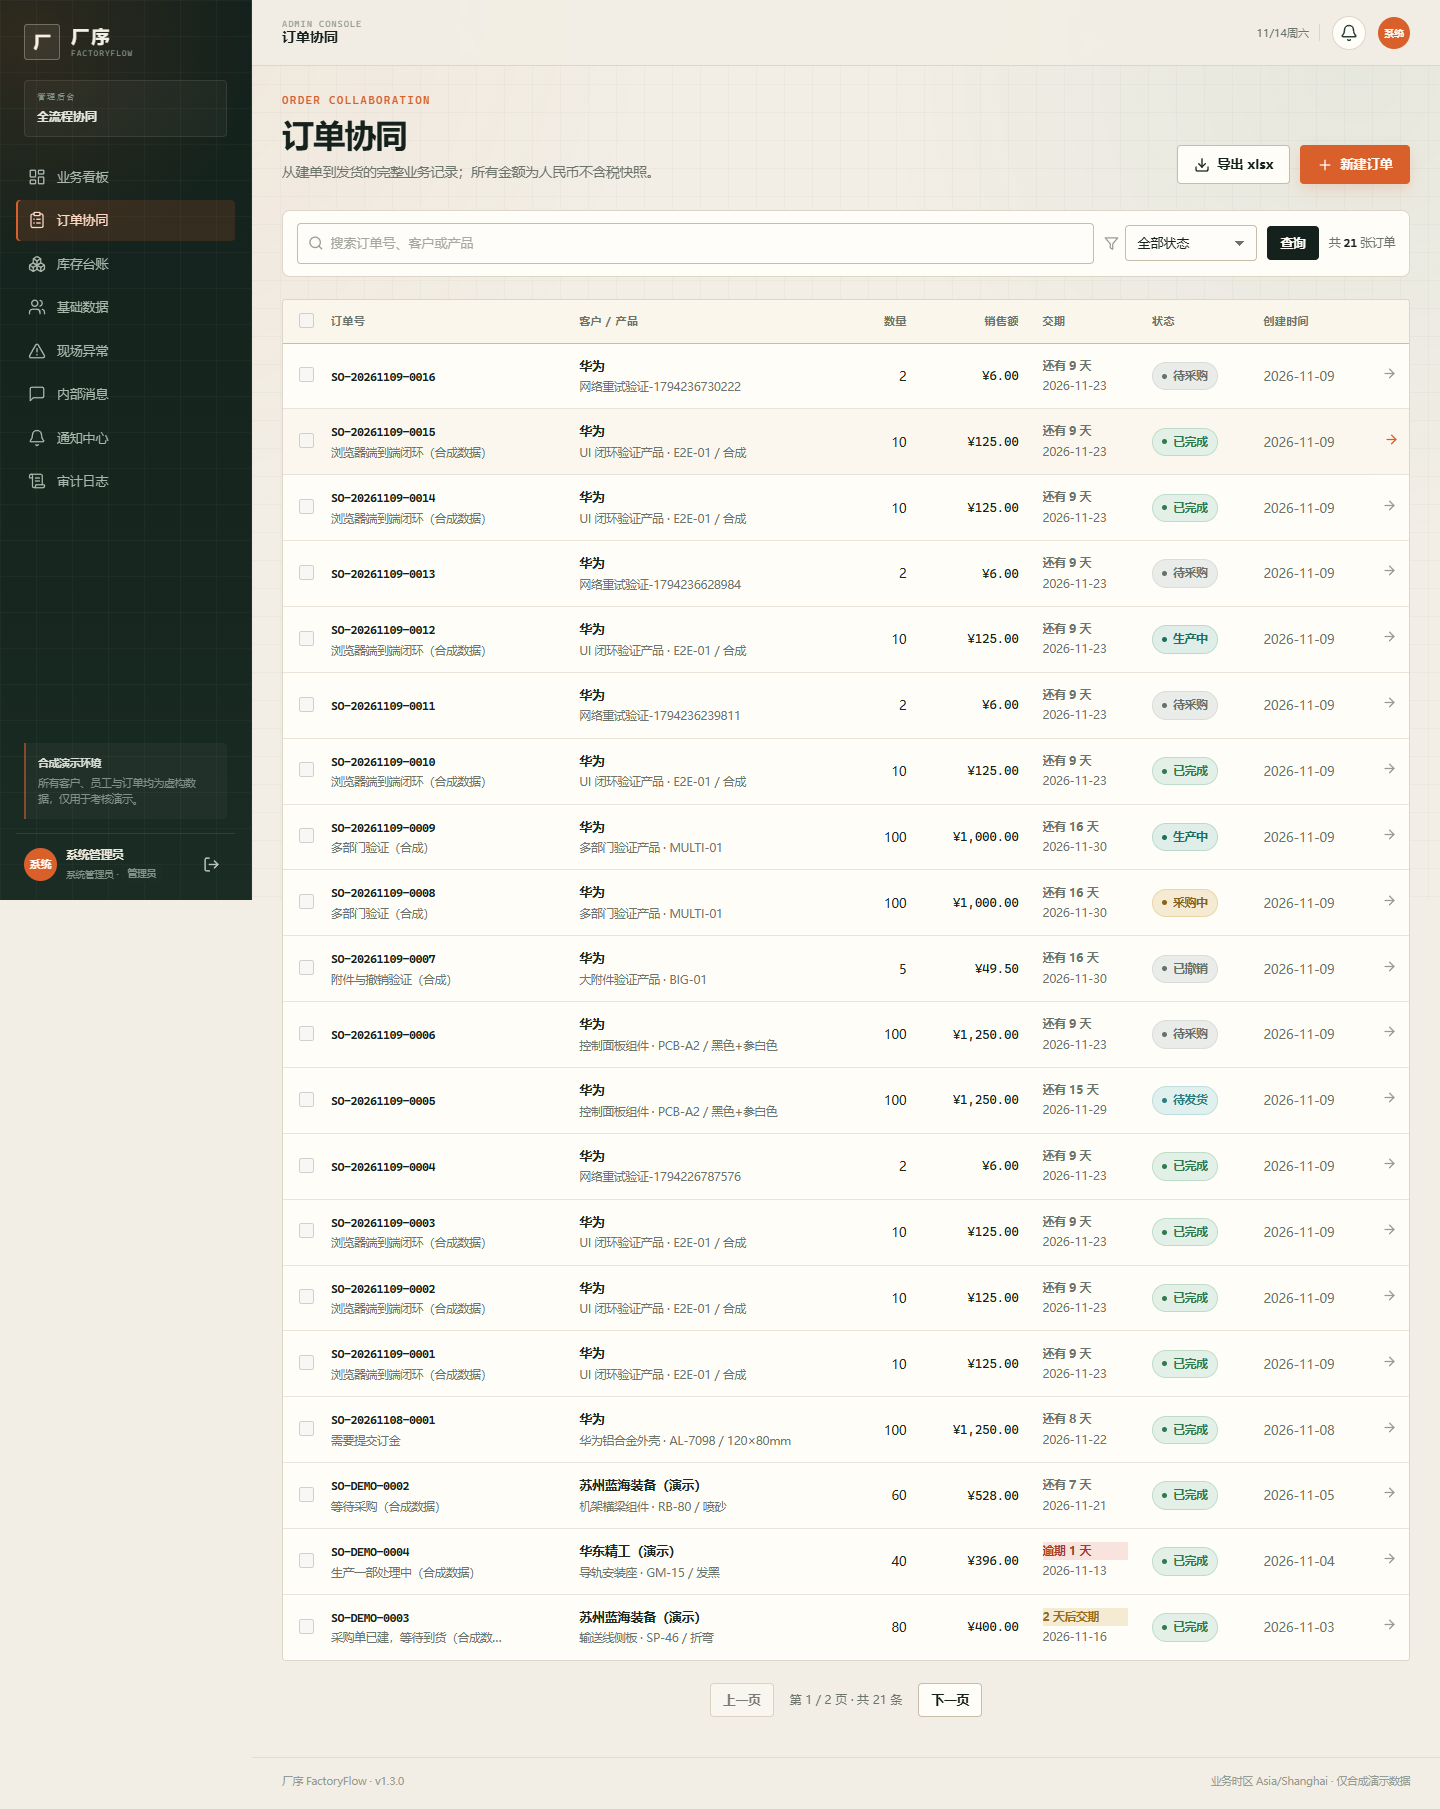 厂 厂序
FACTORYFLOW
管理后台
全流程协同
业务看板
订单协同
库存台账
基础数据
现场异常
内部消息
通知中心
审计日志
合成演示环境
所有客户、员工与订单均为虚构数
据，仅用于考核演示。
系统 系统管理员
系统管理员 · 管理员
ADMIN CONSOLE
订单协同
11/14周六 系统
ORDER COLLABORATION
订单协同
从建单到发货的完整业务记录；所有金额为人民币不含税快照。
导出 xlsx 新建订单
搜索订单号、客户或产品 全部状态 查询 共 21 张订单
订单号 客户 / 产品 数量 销售额 交期 状态 创建时间
SO-20261109-0016 华为 网络重试验证-1794236730222 2 ¥6.00 还有 9 天 2026-11-23 待采购 2026-11-09
SO-20261109-0015 浏览器端到端闭环（合成数据） 华为 UI 闭环验证产品 · E2E-01 / 合成 10 ¥125.00 还有 9 天 2026-11-23 已完成 2026-11-09
SO-20261109-0014 浏览器端到端闭环（合成数据） 华为 UI 闭环验证产品 · E2E-01 / 合成 10 ¥125.00 还有 9 天 2026-11-23 已完成 2026-11-09
SO-20261109-0013 华为 网络重试验证-1794236628984 2 ¥6.00 还有 9 天 2026-11-23 待采购 2026-11-09
SO-20261109-0012 浏览器端到端闭环（合成数据） 华为 UI 闭环验证产品 · E2E-01 / 合成 10 ¥125.00 还有 9 天 2026-11-23 生产中 2026-11-09
SO-20261109-0011 华为 网络重试验证-1794236239811 2 ¥6.00 还有 9 天 2026-11-23 待采购 2026-11-09
SO-20261109-0010 浏览器端到端闭环（合成数据） 华为 UI 闭环验证产品 · E2E-01 / 合成 10 ¥125.00 还有 9 天 2026-11-23 已完成 2026-11-09
SO-20261109-0009 多部门验证（合成） 华为 多部门验证产品 · MULTI-01 100 ¥1,000.00 还有 16 天 2026-11-30 生产中 2026-11-09
SO-20261109-0008 多部门验证（合成） 华为 多部门验证产品 · MULTI-01 100 ¥1,000.00 还有 16 天 2026-11-30 采购中 2026-11-09
SO-20261109-0007 附件与撤销验证（合成） 华为 大附件验证产品 · BIG-01 5 ¥49.50 还有 16 天 2026-11-30 已撤销 2026-11-09
SO-20261109-0006 华为 控制面板组件 · PCB-A2 / 黑色+参白色 100 ¥1,250.00 还有 9 天 2026-11-23 待采购 2026-11-09
SO-20261109-0005 华为 控制面板组件 · PCB-A2 / 黑色+参白色 100 ¥1,250.00 还有 15 天 2026-11-29 待发货 2026-11-09
SO-20261109-0004 华为 网络重试验证-1794226787576 2 ¥6.00 还有 9 天 2026-11-23 已完成 2026-11-09
SO-20261109-0003 浏览器端到端闭环（合成数据） 华为 UI 闭环验证产品 · E2E-01 / 合成 10 ¥125.00 还有 9 天 2026-11-23 已完成 2026-11-09
SO-20261109-0002 浏览器端到端闭环（合成数据） 华为 UI 闭环验证产品 · E2E-01 / 合成 10 ¥125.00 还有 9 天 2026-11-23 已完成 2026-11-09
SO-20261109-0001 浏览器端到端闭环（合成数据） 华为 UI 闭环验证产品 · E2E-01 / 合成 10 ¥125.00 还有 9 天 2026-11-23 已完成 2026-11-09
SO-20261108-0001 需要提交订金 华为 华为铝合金外壳 · AL-7098 / 120×80mm 100 ¥1,250.00 还有 8 天 2026-11-22 已完成 2026-11-08
SO-DEMO-0002 等待采购（合成数据） 苏州蓝海装备（演示） 机架横梁组件 · RB-80 / 喷砂 60 ¥528.00 还有 7 天 2026-11-21 已完成 2026-11-05
SO-DEMO-0004 生产一部处理中（合成数据） 华东精工（演示） 导轨安装座 · GM-15 / 发黑 40 ¥396.00 逾期 1 天 2026-11-13 已完成 2026-11-04
SO-DEMO-0003 采购单已建，等待到货（合成数... 苏州蓝海装备（演示） 输送线侧板 · SP-46 / 折弯 80 ¥400.00 2 天后交期 2026-11-16 已完成 2026-11-03
上一页 第 1 / 2 页 · 共 21 条 下一页
厂序 FactoryFlow · v1.3.0 业务时区 Asia/Shanghai · 仅合成演示数据